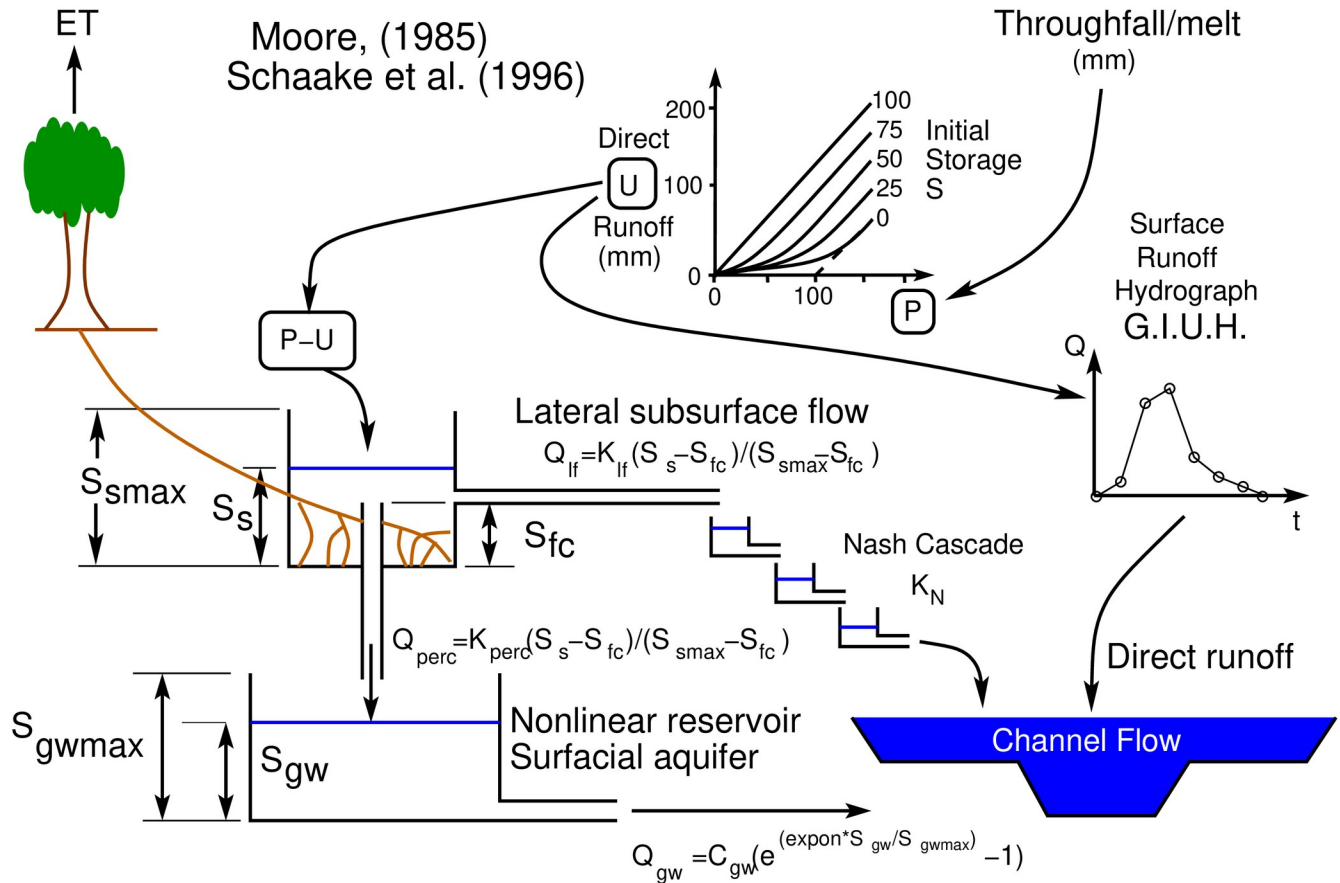 ET
Moore, (1985)
Schaake et al. (1996)
Throughfall/melt
(mm)
Direct
U
Runoff
(mm)
200
100
0
0
100
100
75
50
25
0
Initial
Storage
S
P
Surface
Runoff
Hydrograph
G.I.U.H.
Q
t
P–U
Lateral subsurface flow
Q_lf=K_lf(S_s–S_fc)/(S_smax–S_fc)
S_smax
S_s
S_fc
Nash Cascade
K_N
Q_perc=K_perc(S_s–S_fc)/(S_smax–S_fc)
Direct runoff
S_gwmax
S_gw
Nonlinear reservoir
Surfacial aquifer
Channel Flow
Q_gw=C_gw(e^(expon*S_gw/S_gwmax) –1)